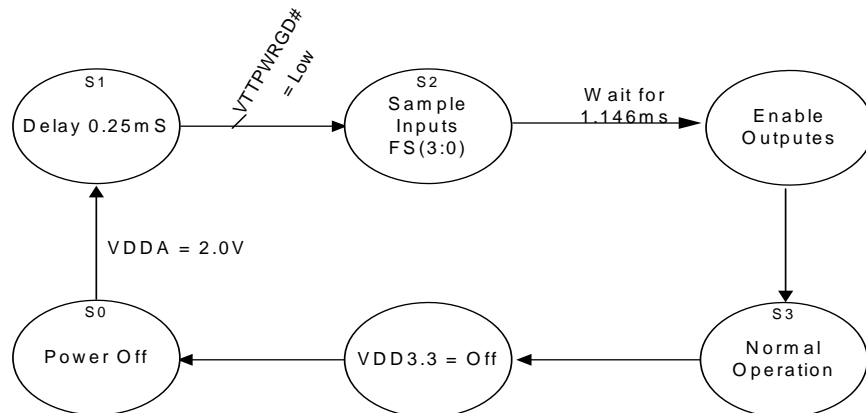 S1
Delay 0.25mS
VTTPWRGD#
= Low
S2
Sample
Inputs
FS(3:0)
Wait for
1.146ms
Enable
Outputes
VDDA = 2.0V
S0
Power Off
VDD3.3 = Off
S3
Normal
Operation